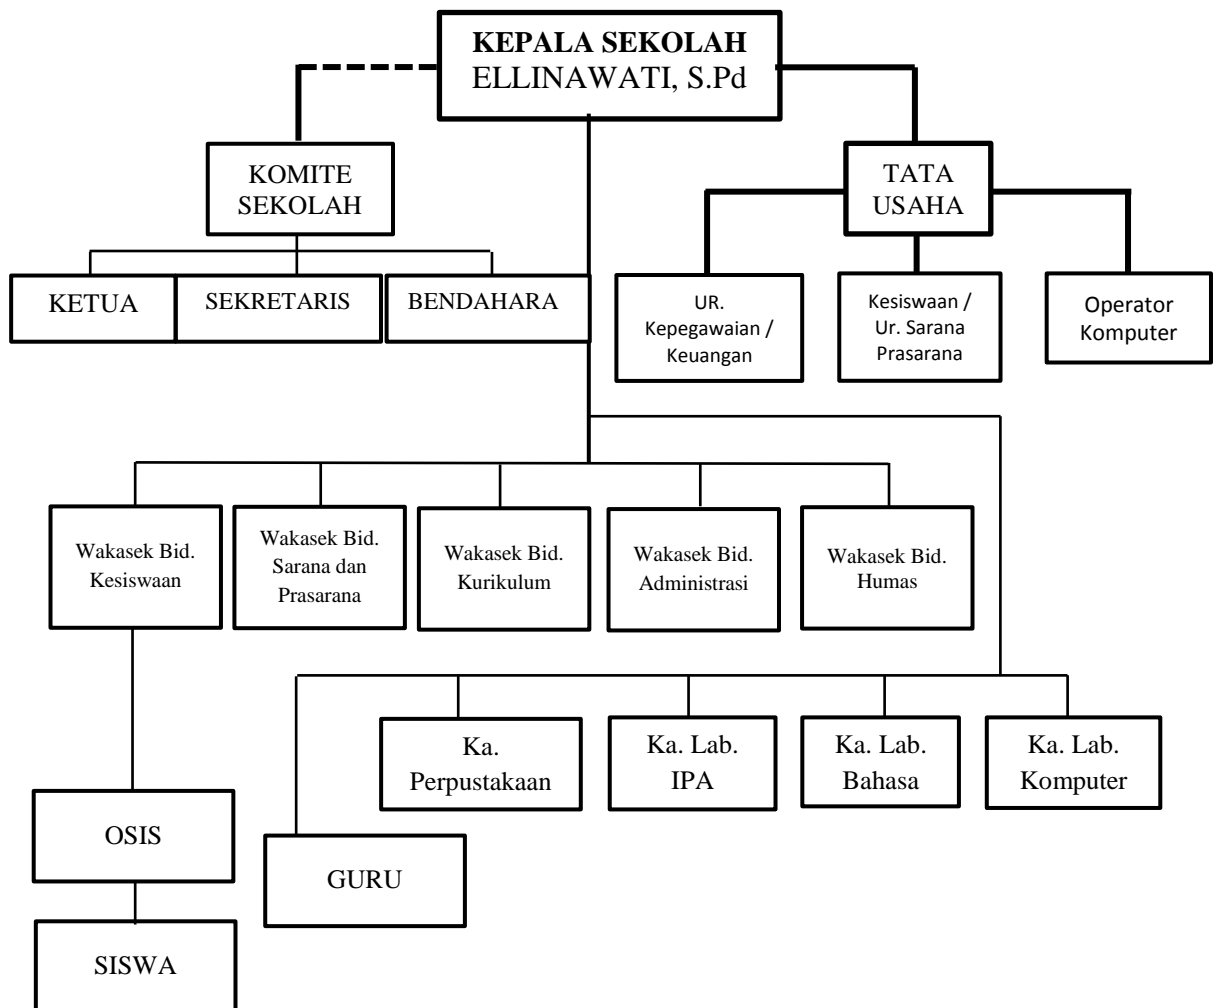 KEPALA SEKOLAH
ELLINAWATI, S.Pd
KOMITE
SEKOLAH
TATA
USAHA
KETUA
SEKRETARIS
BENDAHARA
UR.
Kepegawaian /
Keuangan
Kesiswaan /
Ur. Sarana
Prasarana
Operator
Komputer
Wakasek Bid.
Kesiswaan
Wakasek Bid.
Sarana dan
Prasarana
Wakasek Bid.
Kurikulum
Wakasek Bid.
Administrasi
Wakasek Bid.
Humas
Ka.
Perpustakaan
Ka. Lab.
IPA
Ka. Lab.
Bahasa
Ka. Lab.
Komputer
OSIS
GURU
SISWA